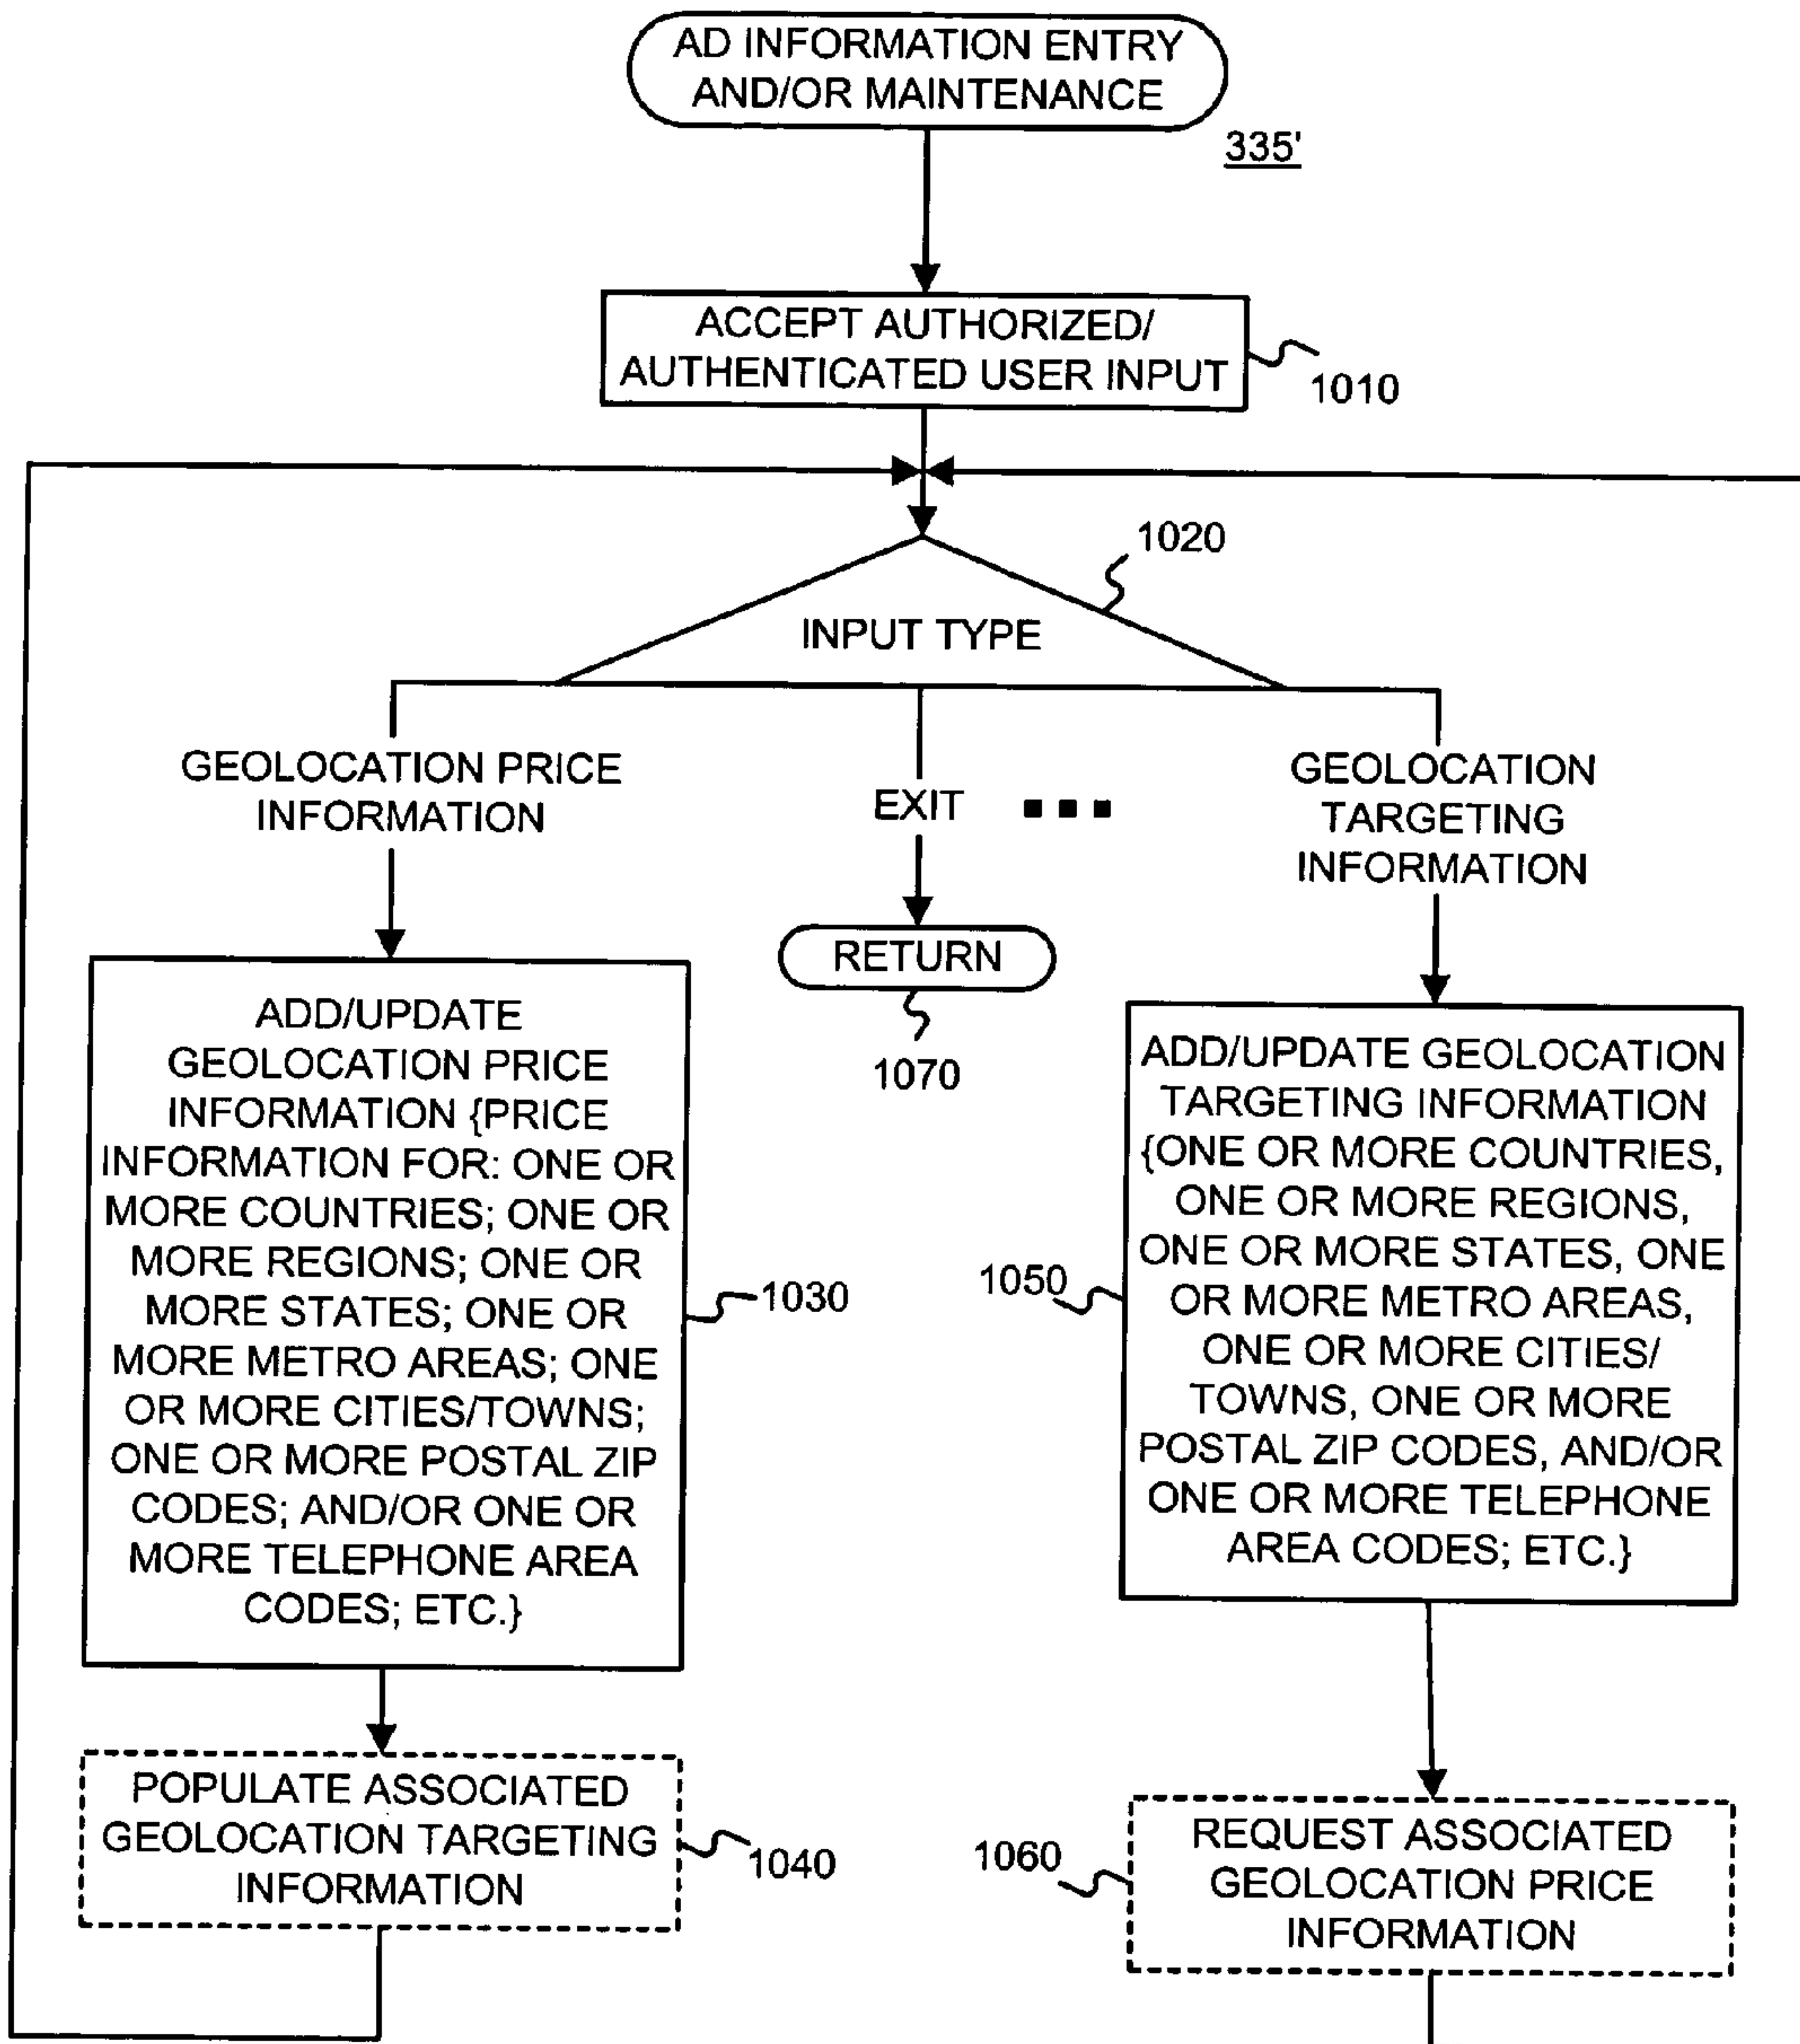 AD INFORMATION ENTRY
AND/OR MAINTENANCE
335'
ACCEPT AUTHORIZED/
AUTHENTICATED USER INPUT
1010
1020
INPUT TYPE
GEOLOCATION PRICE
INFORMATION
EXIT
GEOLOCATION
TARGETING
INFORMATION
RETURN
1070
ADD/UPDATE
GEOLOCATION PRICE
INFORMATION {PRICE
INFORMATION FOR: ONE OR
MORE COUNTRIES; ONE OR
MORE REGIONS; ONE OR
MORE STATES; ONE OR
MORE METRO AREAS; ONE
OR MORE CITIES/TOWNS;
ONE OR MORE POSTAL ZIP
CODES; AND/OR ONE OR
MORE TELEPHONE AREA
CODES; ETC.}
1030
ADD/UPDATE GEOLOCATION
TARGETING INFORMATION
{ONE OR MORE COUNTRIES,
ONE OR MORE REGIONS,
ONE OR MORE STATES, ONE
OR MORE METRO AREAS,
ONE OR MORE CITIES/
TOWNS, ONE OR MORE
POSTAL ZIP CODES, AND/OR
ONE OR MORE TELEPHONE
AREA CODES; ETC.}
1050
POPULATE ASSOCIATED
GEOLOCATION TARGETING
INFORMATION
1040
REQUEST ASSOCIATED
GEOLOCATION PRICE
INFORMATION
1060